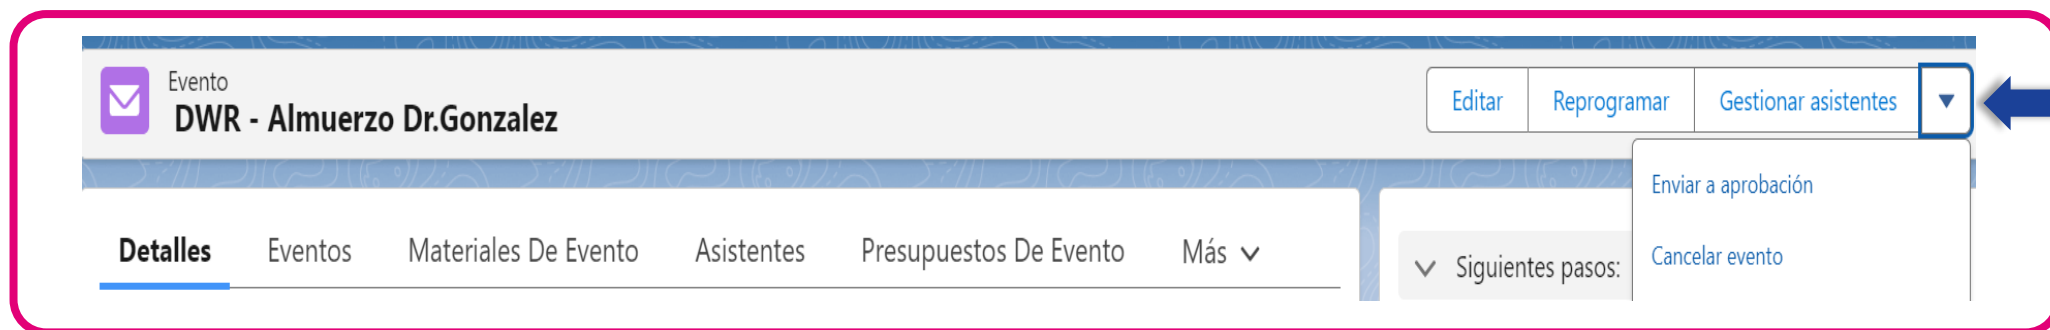 Evento
DWR - Almuerzo Dr.Gonzalez
Editar
Reprogramar
Gestionar asistentes
Enviar a aprobación
Cancelar evento
Detalles
Eventos
Materiales De Evento
Asistentes
Presupuestos De Evento
Más
Siguientes pasos: